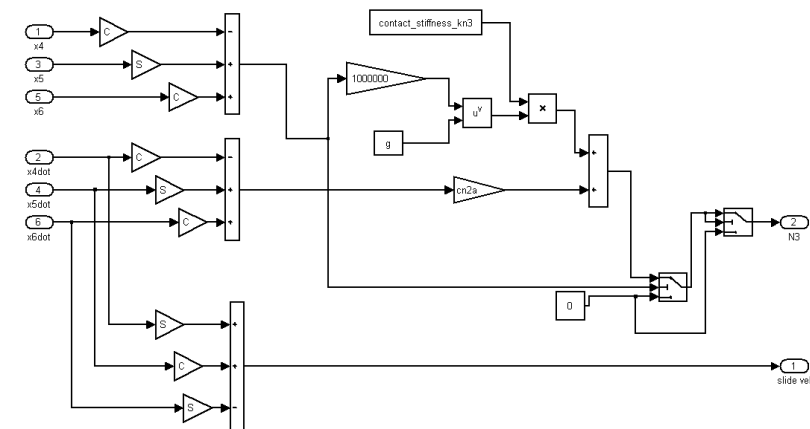 contact_stiffness_kn3
1
C
-
x4
3
S
+
x5
5
C
+
x6
1000000
u^v
×
g
2
C
-
x4dot
4
S
+
x5dot
6
C
+
x6dot
cn2a
+
+
2
N3
0
S
+
C
+
S
-
1
slide vel